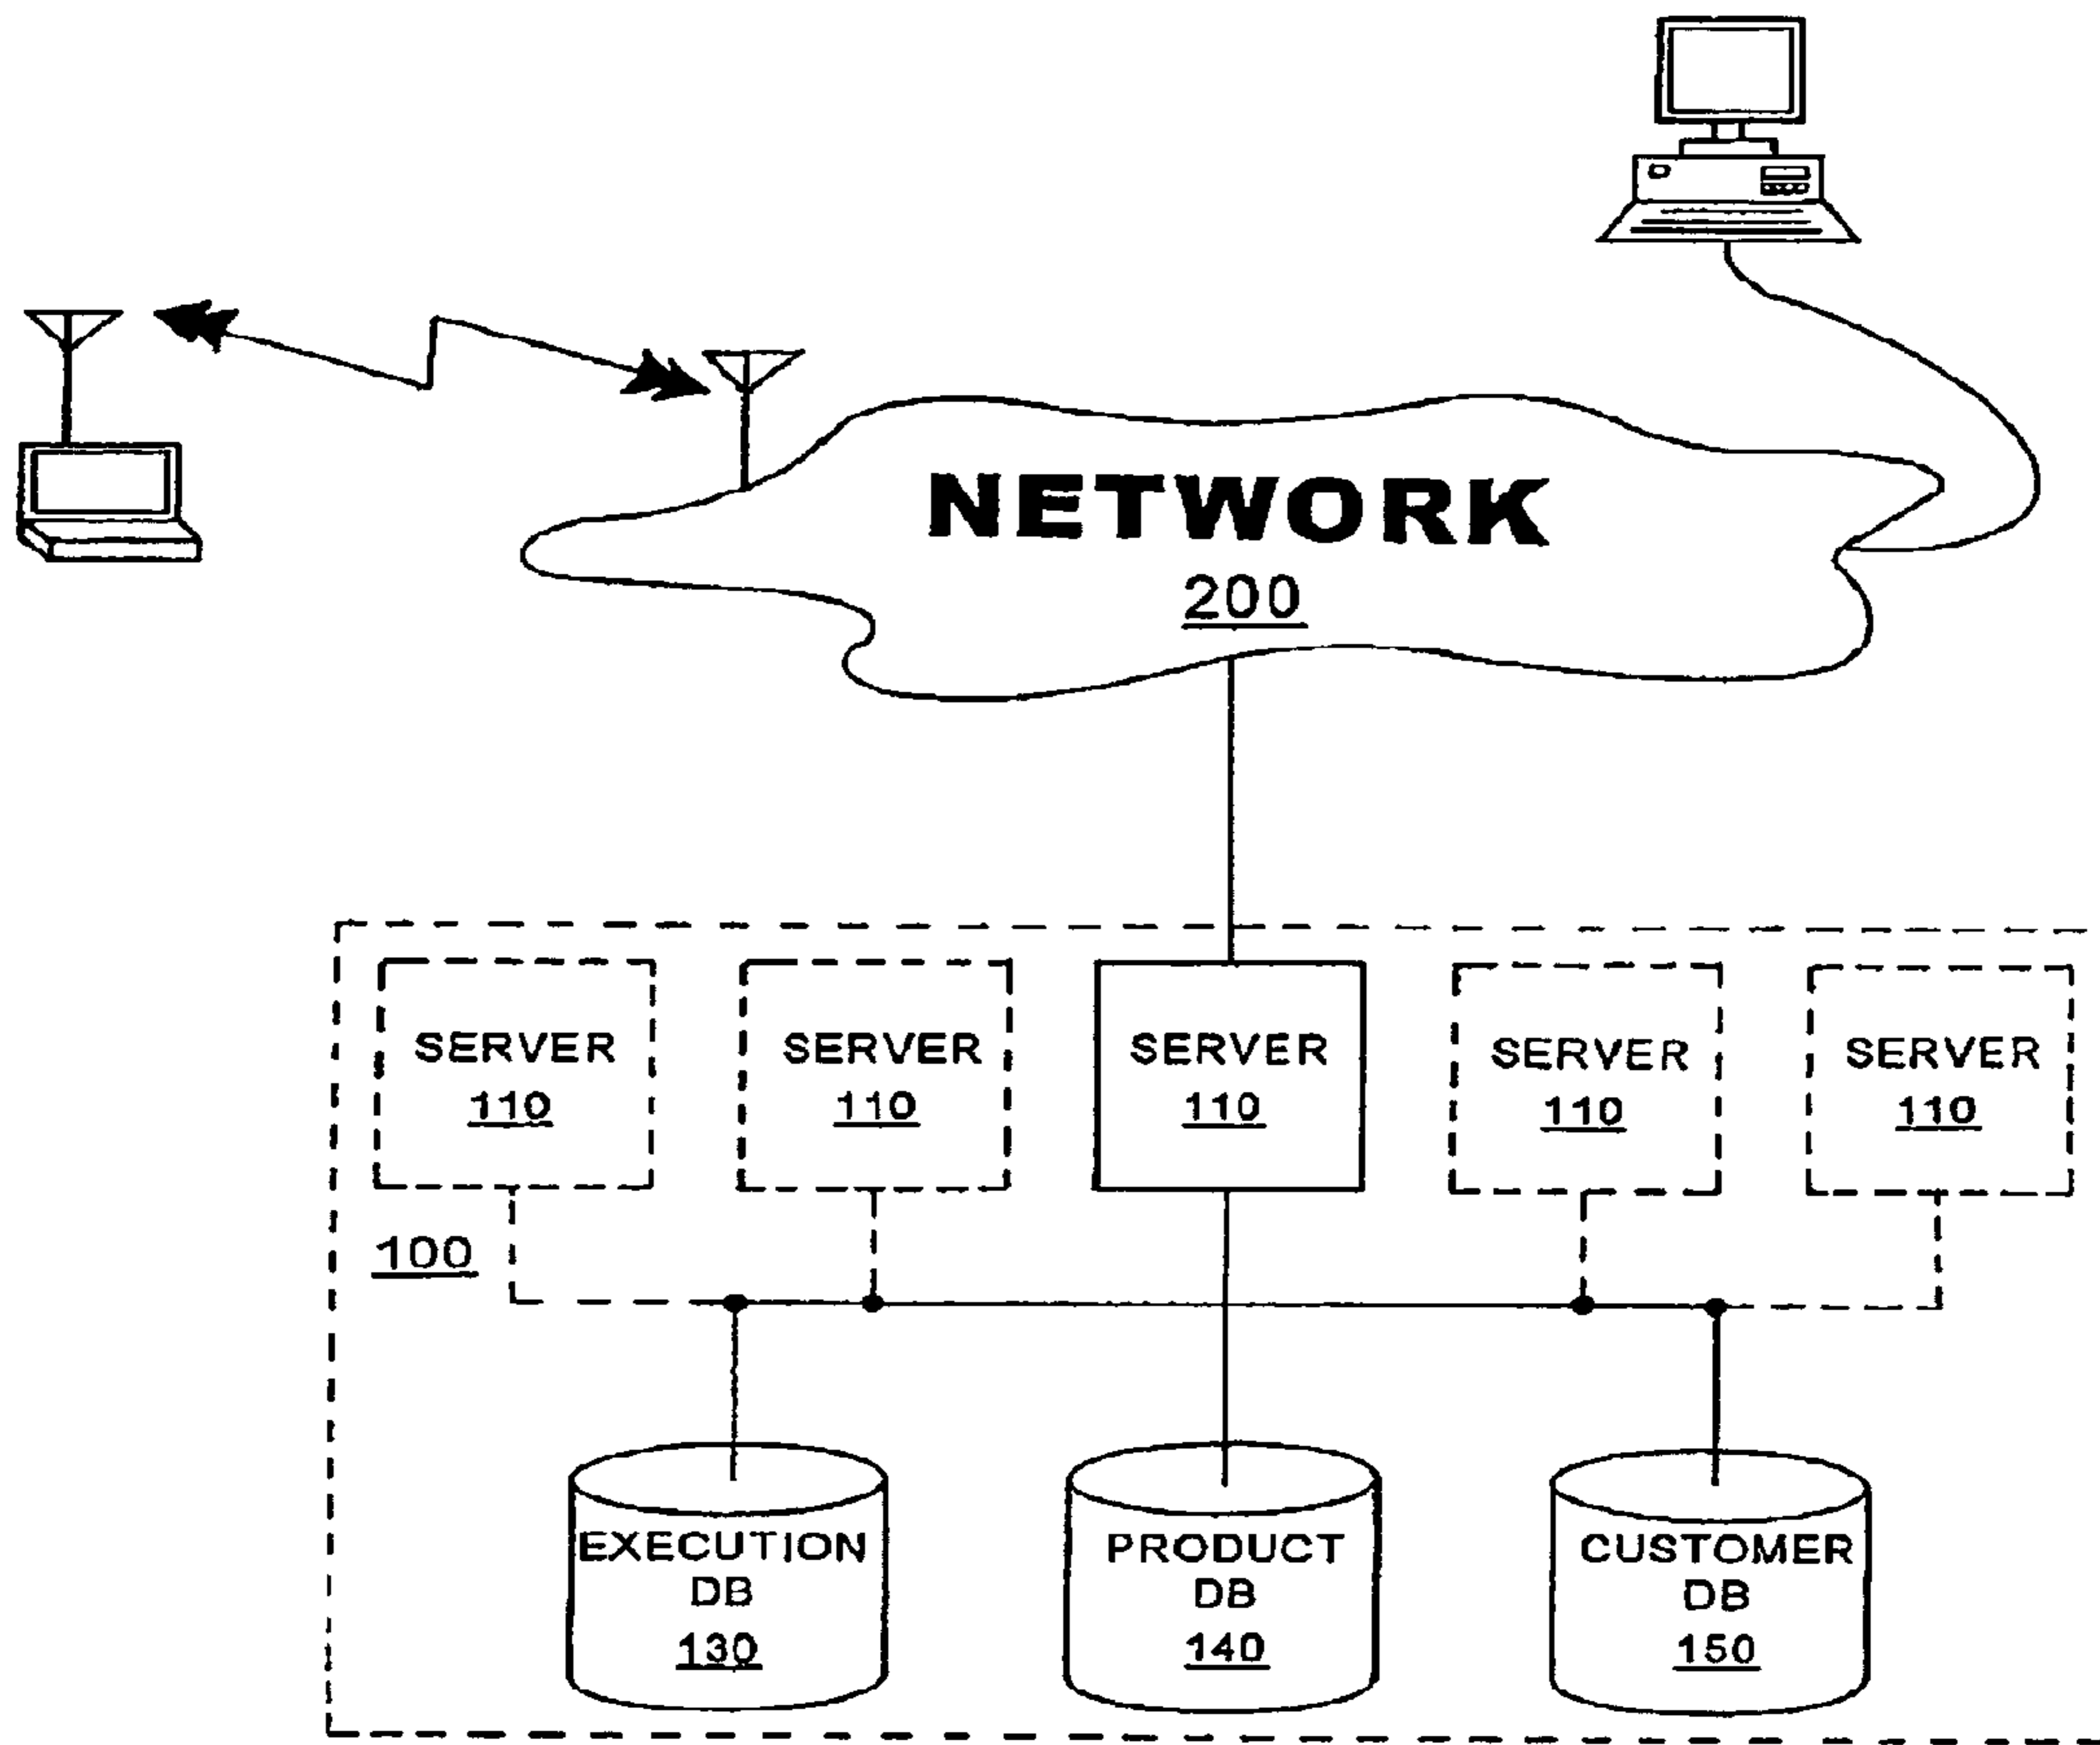 NETWORK
200
SERVER
110
SERVER
110
SERVER
110
SERVER
110
SERVER
110
100
EXECUTION
DB
130
PRODUCT
DB
140
CUSTOMER
DB
150